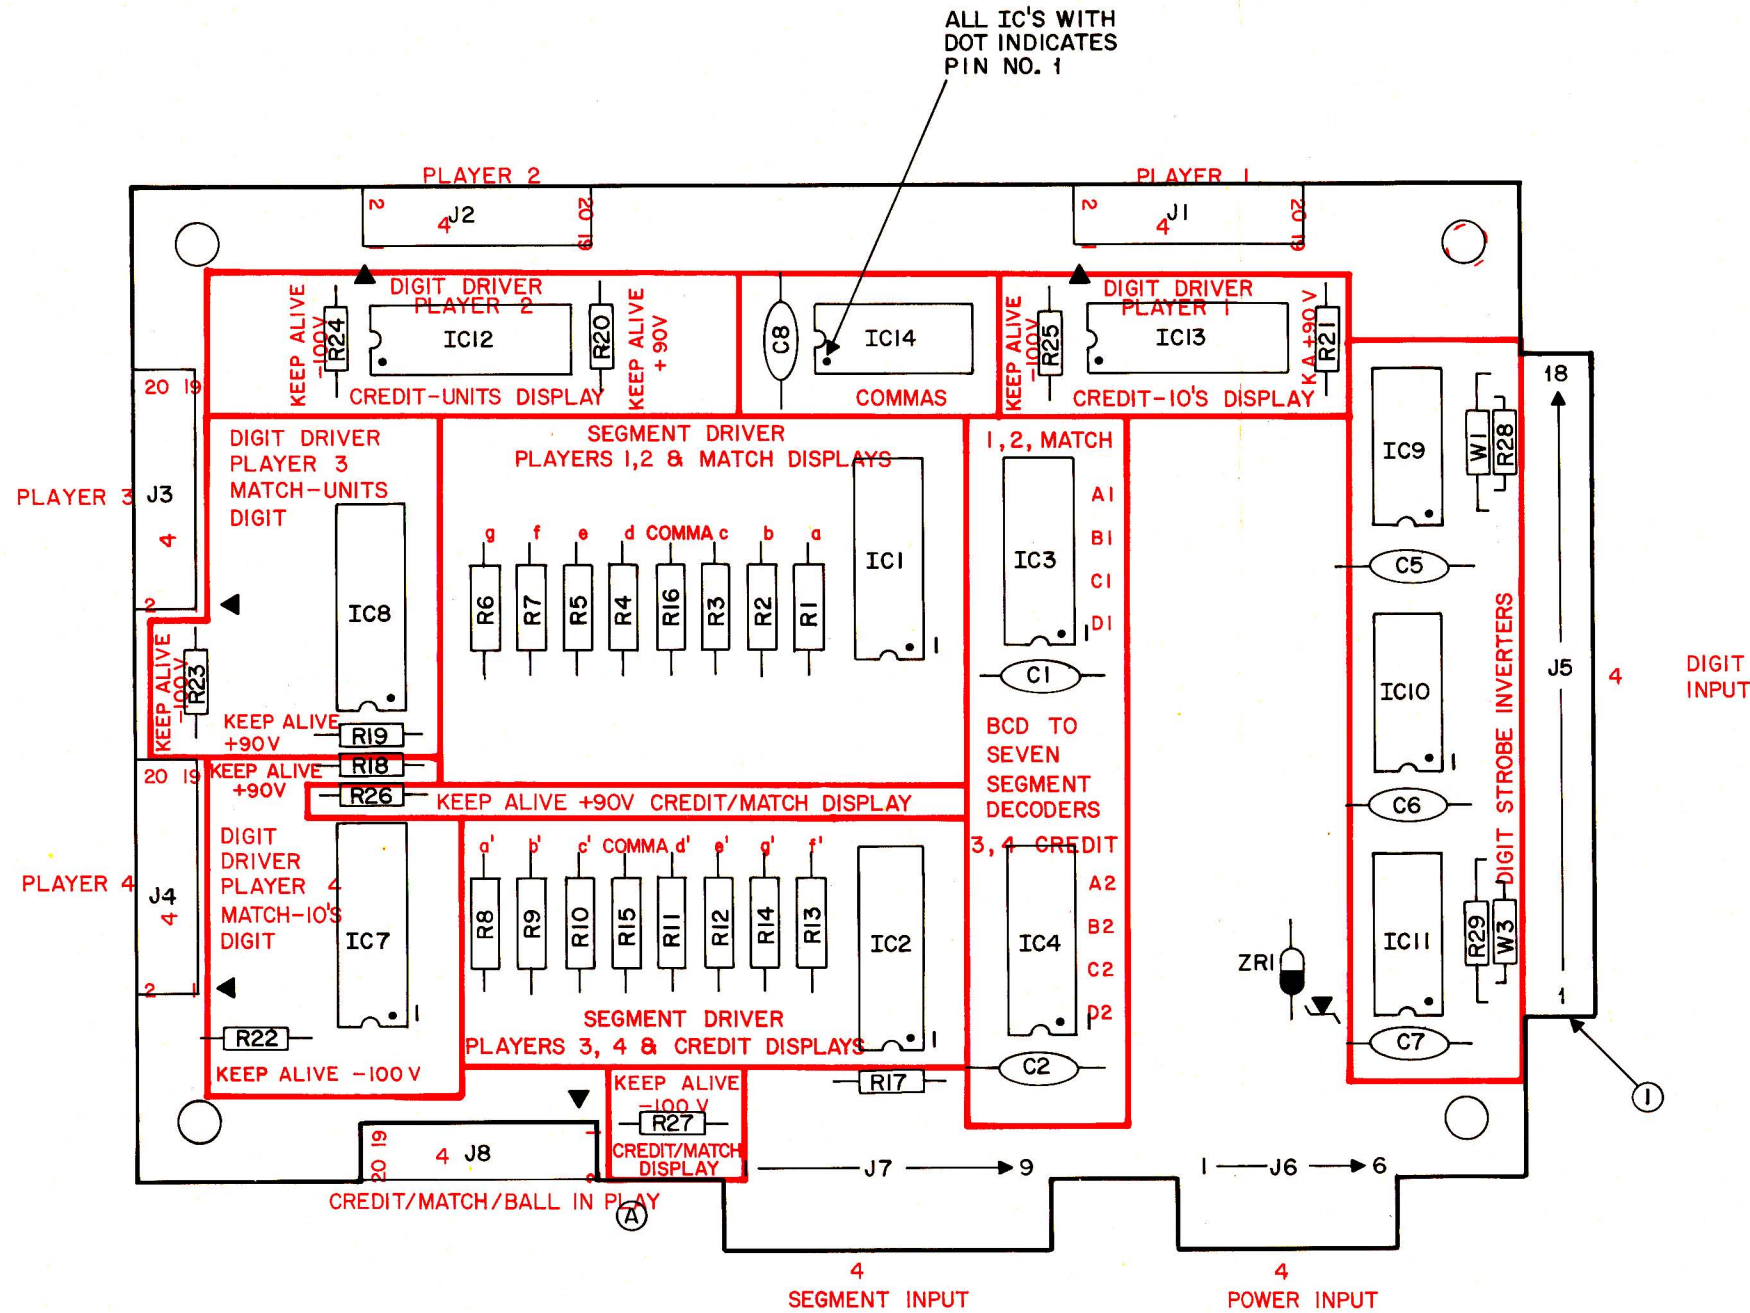 ALL IC'S WITH
DOT INDICATES
PIN NO. 1
PLAYER 2
PLAYER 1
2
4
J2
20
1
19
2
4
J1
20
1
19
KEEP ALIVE
-100V
R24
DIGIT DRIVER
PLAYER 2
IC12
CREDIT-UNITS DISPLAY
R20
KEEP ALIVE
+90V
C8
IC14
COMMAS
KEEP ALIVE
-100V
R25
DIGIT DRIVER
PLAYER 1
IC13
CREDIT-10'S DISPLAY
KA +90V
R21
20 19
PLAYER 3
J3
4
2
DIGIT DRIVER
PLAYER 3
MATCH-UNITS
DIGIT
IC8
KEEP ALIVE
-100V
R23
KEEP ALIVE
+90V
R19
R18
R26
KEEP ALIVE
+90V
SEGMENT DRIVER
PLAYERS 1,2 & MATCH DISPLAYS
g f e d COMMA c b a
R6 R7 R5 R4 R16 R3 R2 R1
IC1
1
1,2, MATCH
IC3
A1
B1
C1
D1
1
C1
BCD TO
SEVEN
SEGMENT
DECODERS
3,4 CREDIT
IC9
W1
R28
C5
IC10
1
C6
DIGIT STROBE INVERTERS
IC11
R29
W3
C7
18
J5
1
4
DIGIT
INPUT
1
KEEP ALIVE +90V CREDIT/MATCH DISPLAY
20 19
PLAYER 4
J4
4
2 1
DIGIT
DRIVER
PLAYER 4
MATCH-10'S
DIGIT
IC7
1
R22
KEEP ALIVE -100V
a' b' c' COMMA d' e' g' f'
R8 R9 R10 R15 R11 R12 R14 R13
IC2
1
SEGMENT DRIVER
PLAYERS 3, 4 & CREDIT DISPLAYS
R17
IC4
A2
B2
C2
D2
1
C2
ZR1
KEEP ALIVE
-100V
R27
CREDIT/MATCH
DISPLAY
20 19
4 J8
1
CREDIT/MATCH/BALL IN PLAY
A
J7 9
1 J6 6
4
SEGMENT INPUT
4
POWER INPUT